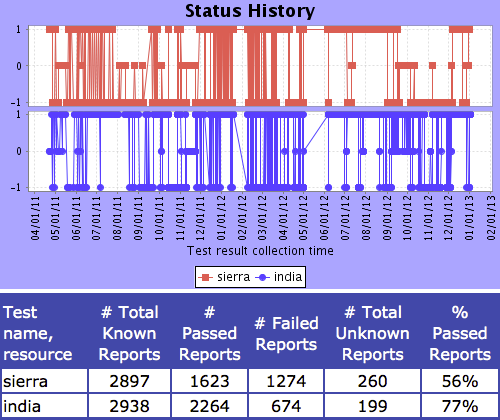 Status History
1
0
-1
1
0
-1
04/01/11 05/01/11 06/01/11 07/01/11 08/01/11 09/01/11 10/01/11 11/01/11 12/01/11 01/01/12 02/01/12 03/01/12 04/01/12 05/01/12 06/01/12 07/01/12 08/01/12 09/01/12 10/01/12 11/01/12 12/01/12 01/01/13 02/01/13
Test result collection time
sierra india
Test name, resource # Total Known Reports # Passed Reports # Failed Reports # Total Unknown Reports % Passed Reports
sierra 2897 1623 1274 260 56%
india 2938 2264 674 199 77%